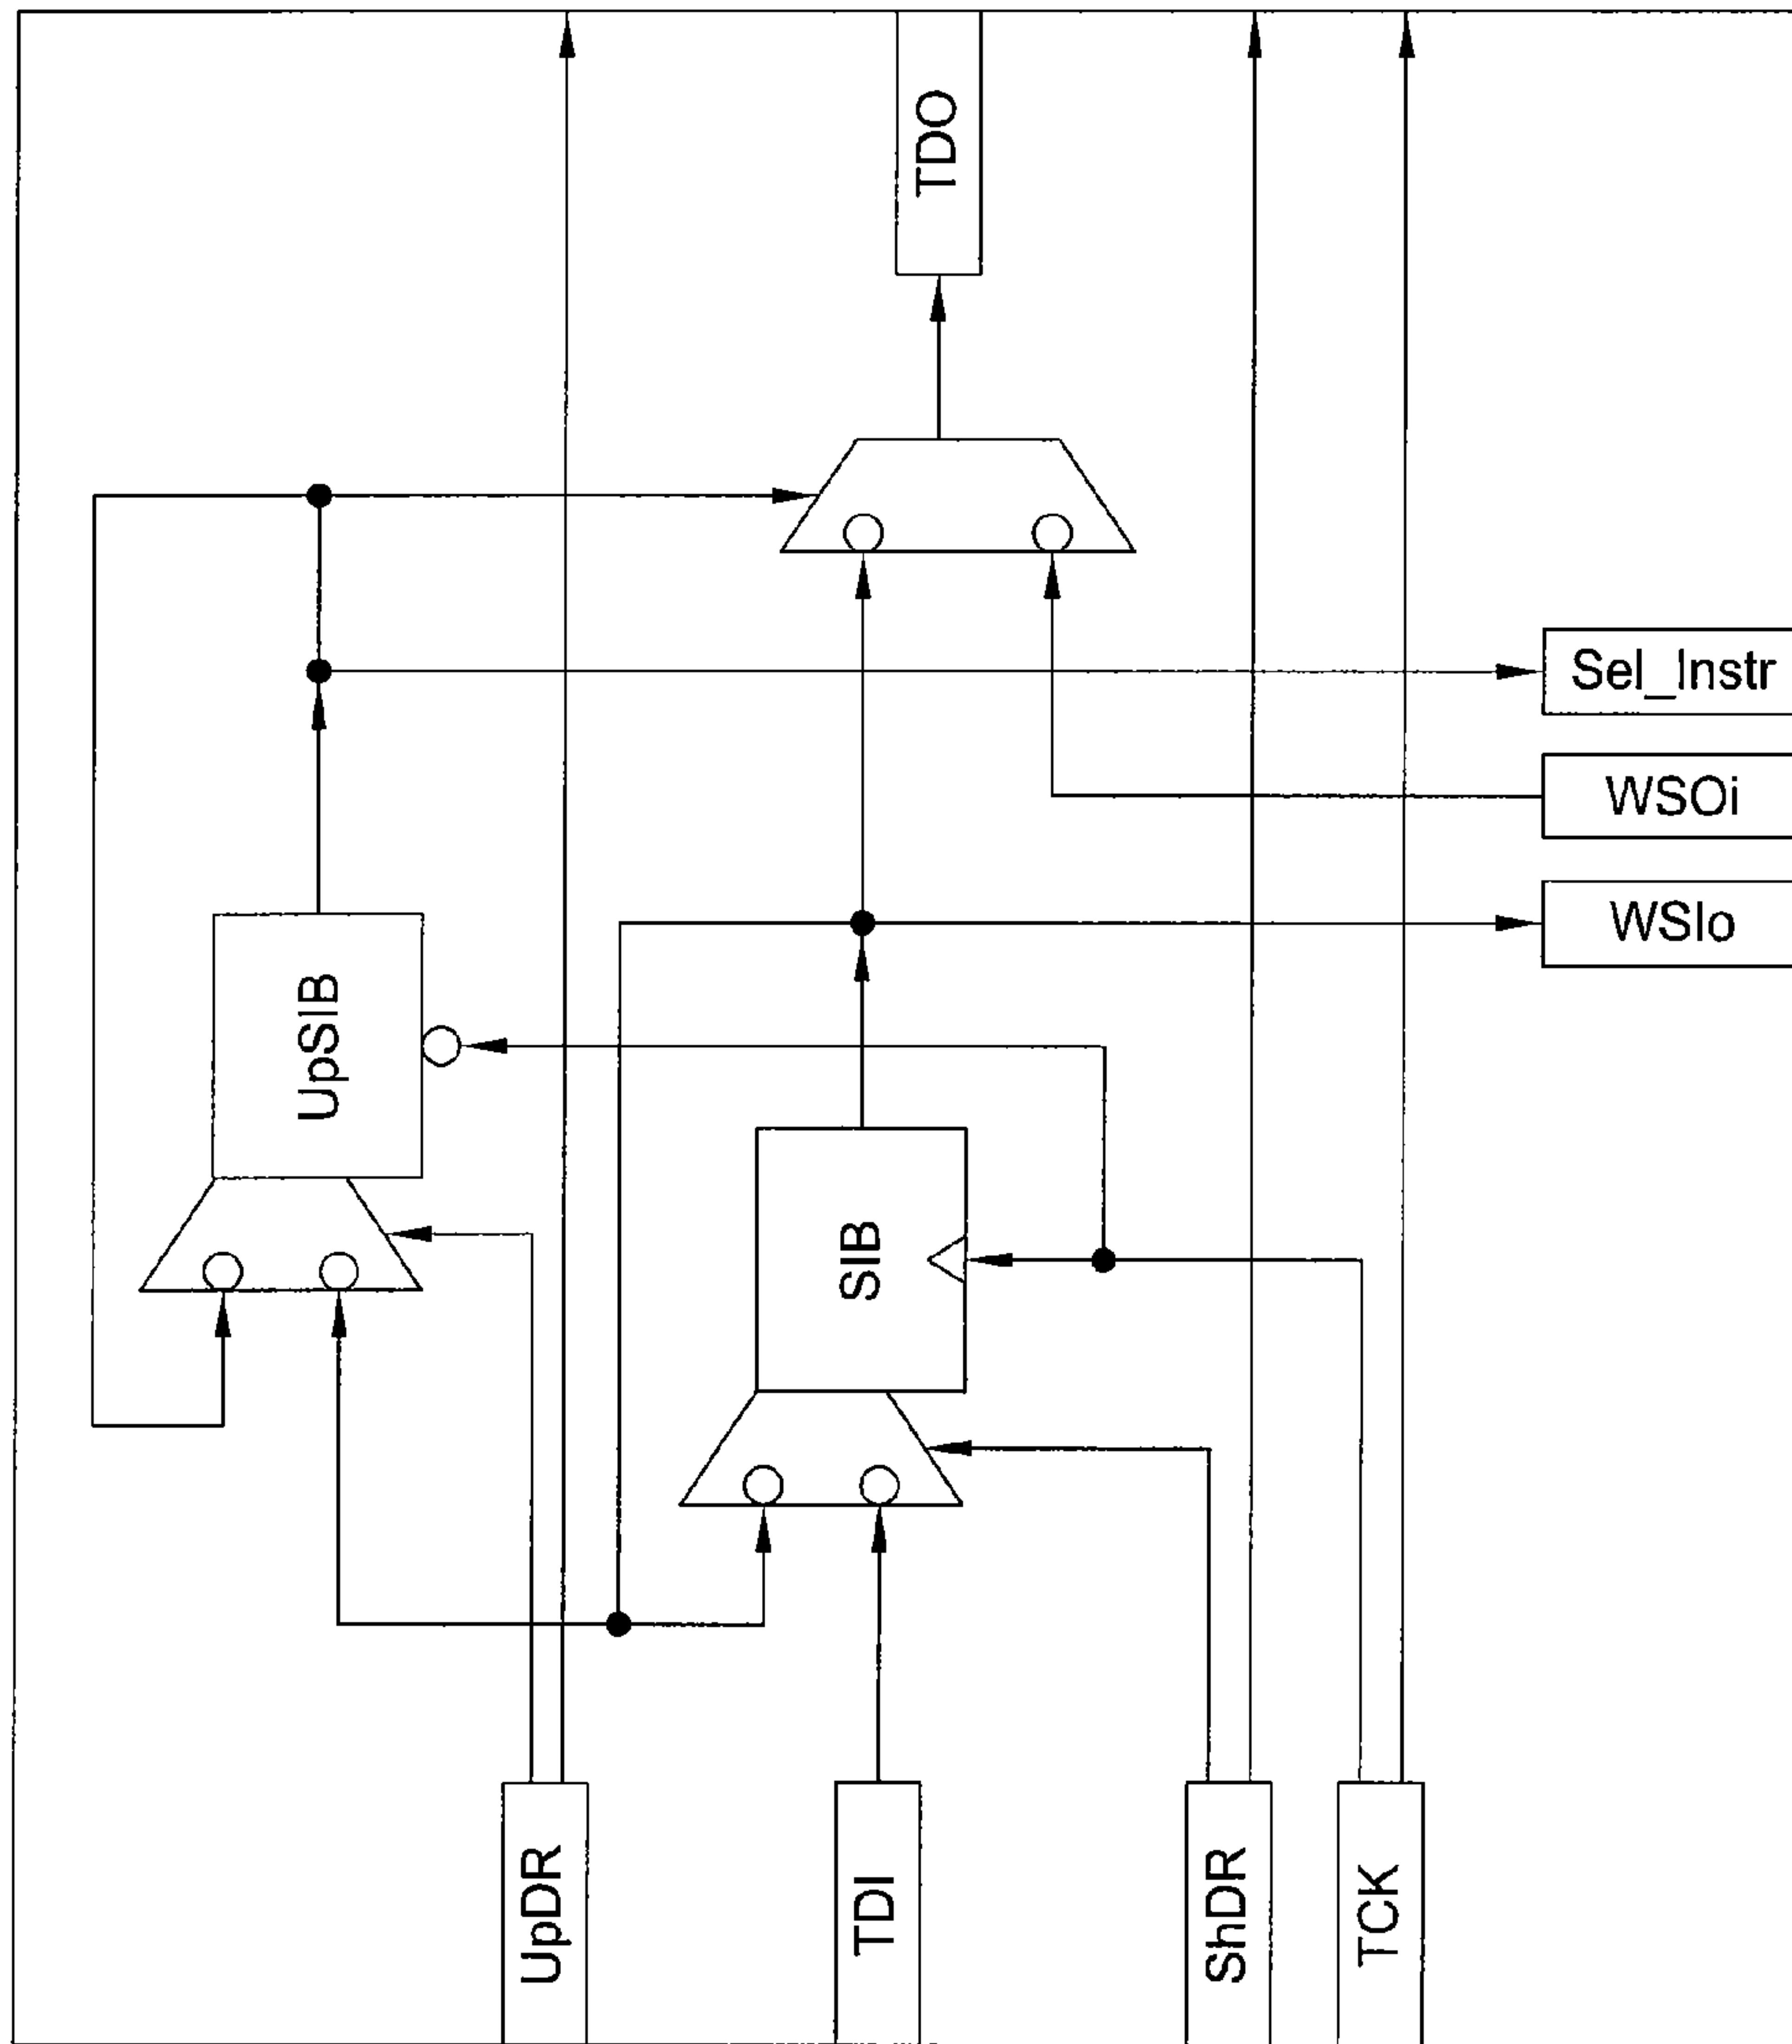 TDO
Sel_Instr
WSOi
WSIo
UpSIB
SIB
UpDR
TDI
ShDR
TCK